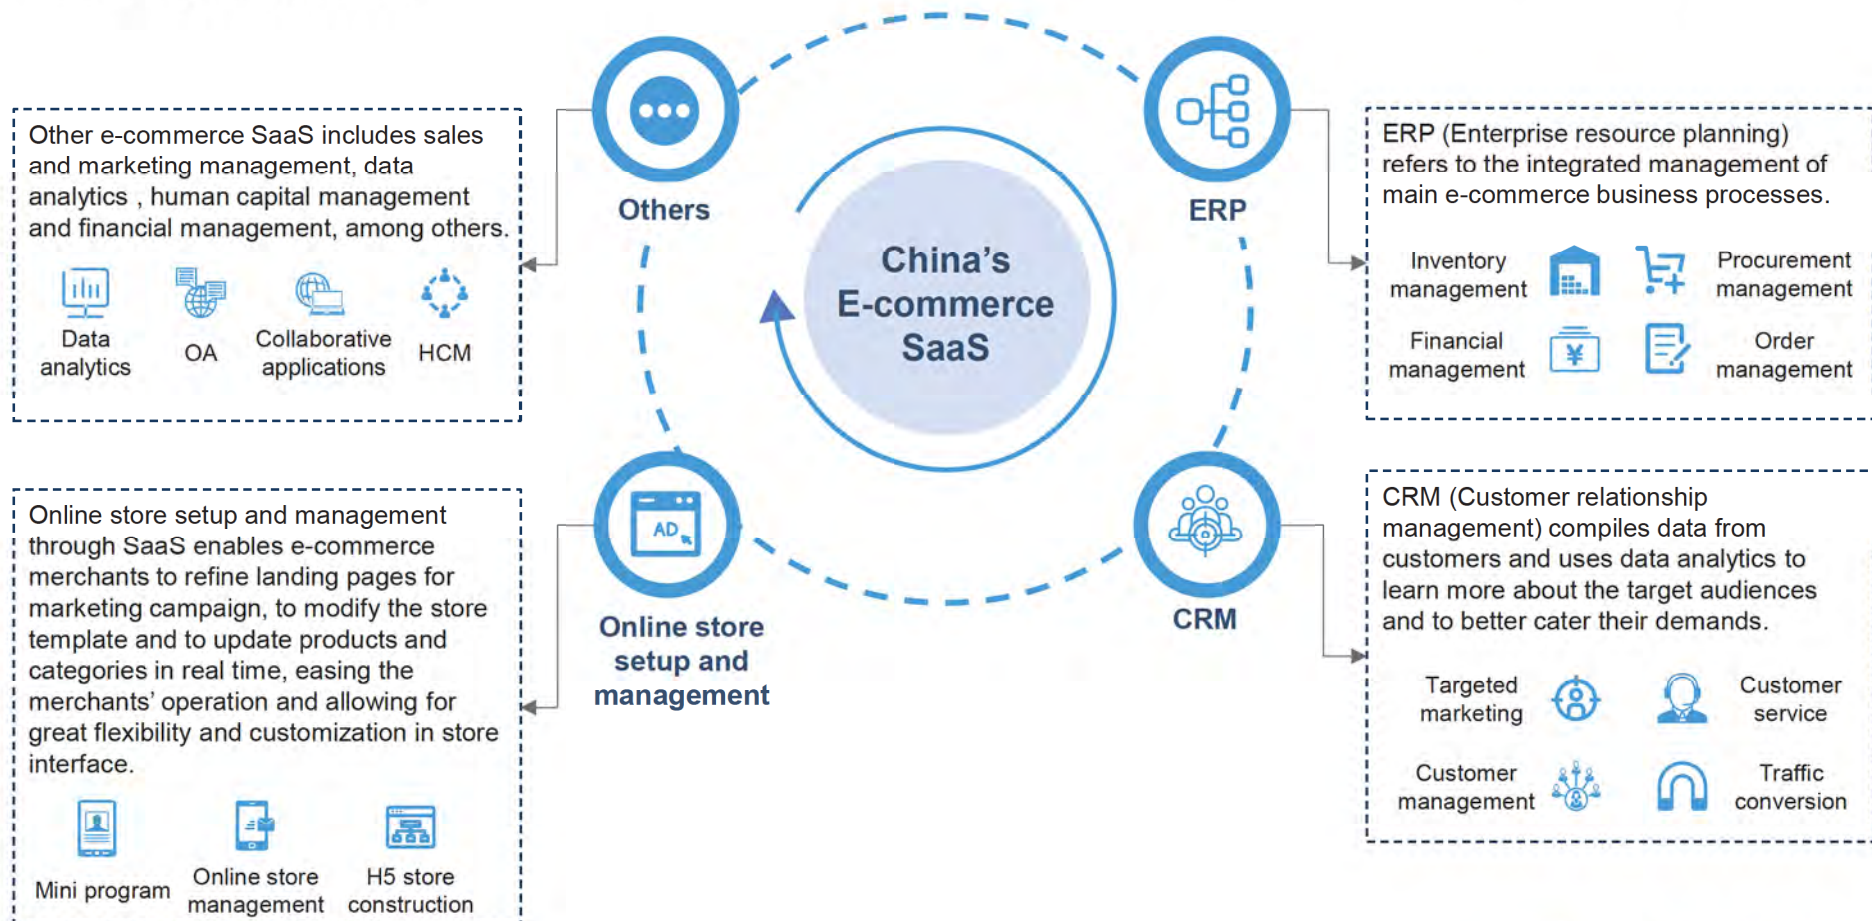 Others
ERP
China's
E-commerce
SaaS
Online store
setup and
management
CRM
Other e-commerce SaaS includes sales
and marketing management, data
analytics , human capital management
and financial management, among others.
Data
analytics
OA
Collaborative
applications
HCM
ERP (Enterprise resource planning)
refers to the integrated management of
main e-commerce business processes.
Inventory
management
Procurement
management
Financial
management
¥
Order
management
Online store setup and management
through SaaS enables e-commerce
merchants to refine landing pages for
marketing campaign, to modify the store
template and to update products and
categories in real time, easing the
merchants' operation and allowing for
great flexibility and customization in store
interface.
Mini program
Online store
management
H5 store
construction
AD
CRM (Customer relationship
management) compiles data from
customers and uses data analytics to
learn more about the target audiences
and to better cater their demands.
Targeted
marketing
Customer
service
Customer
management
Traffic
conversion